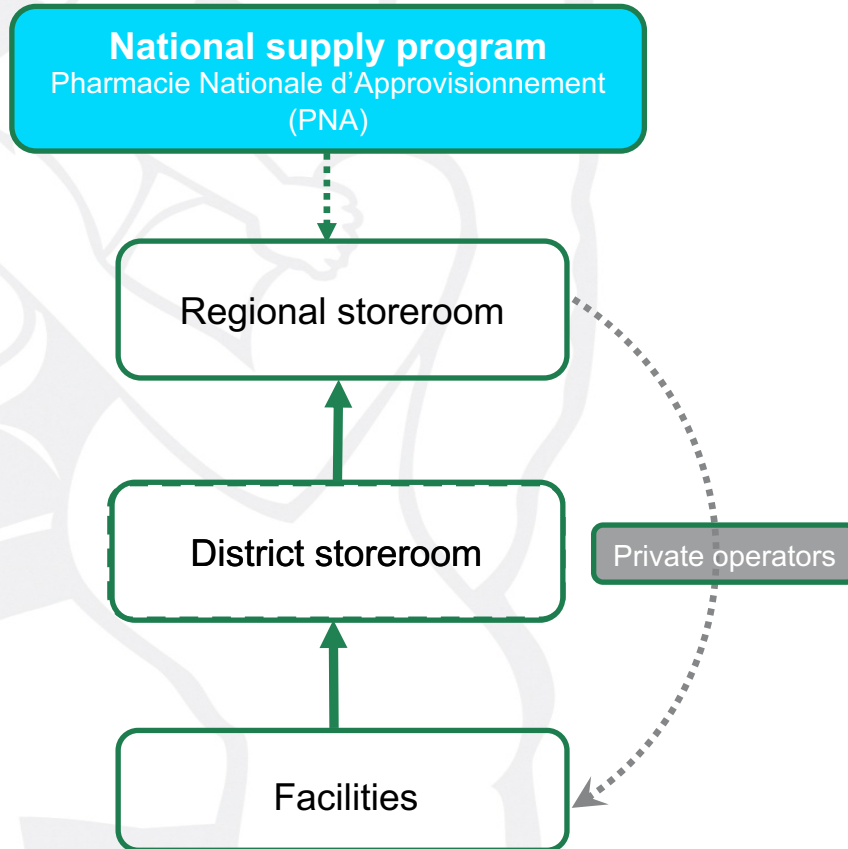 National supply program
Pharmacie Nationale d’Approvisionnement
(PNA)
Regional storeroom
District storeroom
Private operators
Facilities